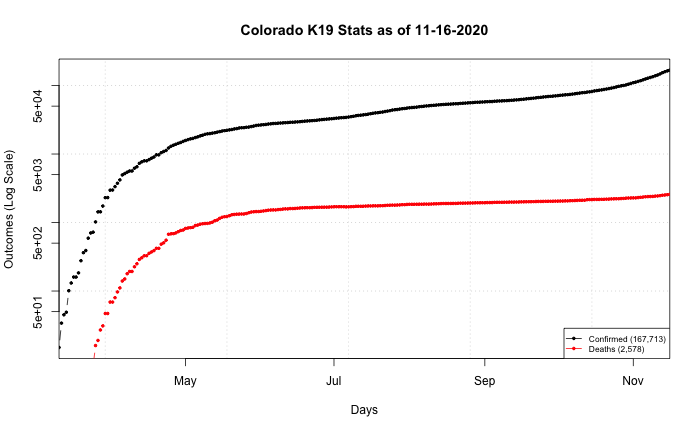 Colorado K19 Stats as of 11-16-2020
Outcomes (Log Scale)
5e+04
5e+03
5e+02
5e+01
Confirmed (167,713)
Deaths (2,578)
May
Jul
Sep
Nov
Days